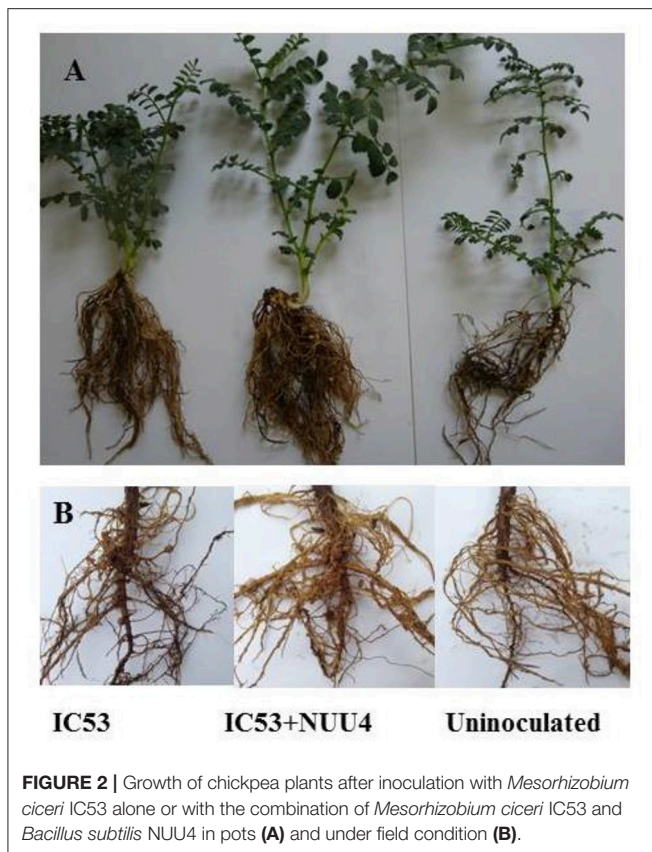 A
B
IC53 IC53+NUU4 Uninoculated
FIGURE 2 | Growth of chickpea plants after inoculation with Mesorhizobium
ciceri IC53 alone or with the combination of Mesorhizobium ciceri IC53 and
Bacillus subtilis NUU4 in pots (A) and under field condition (B).